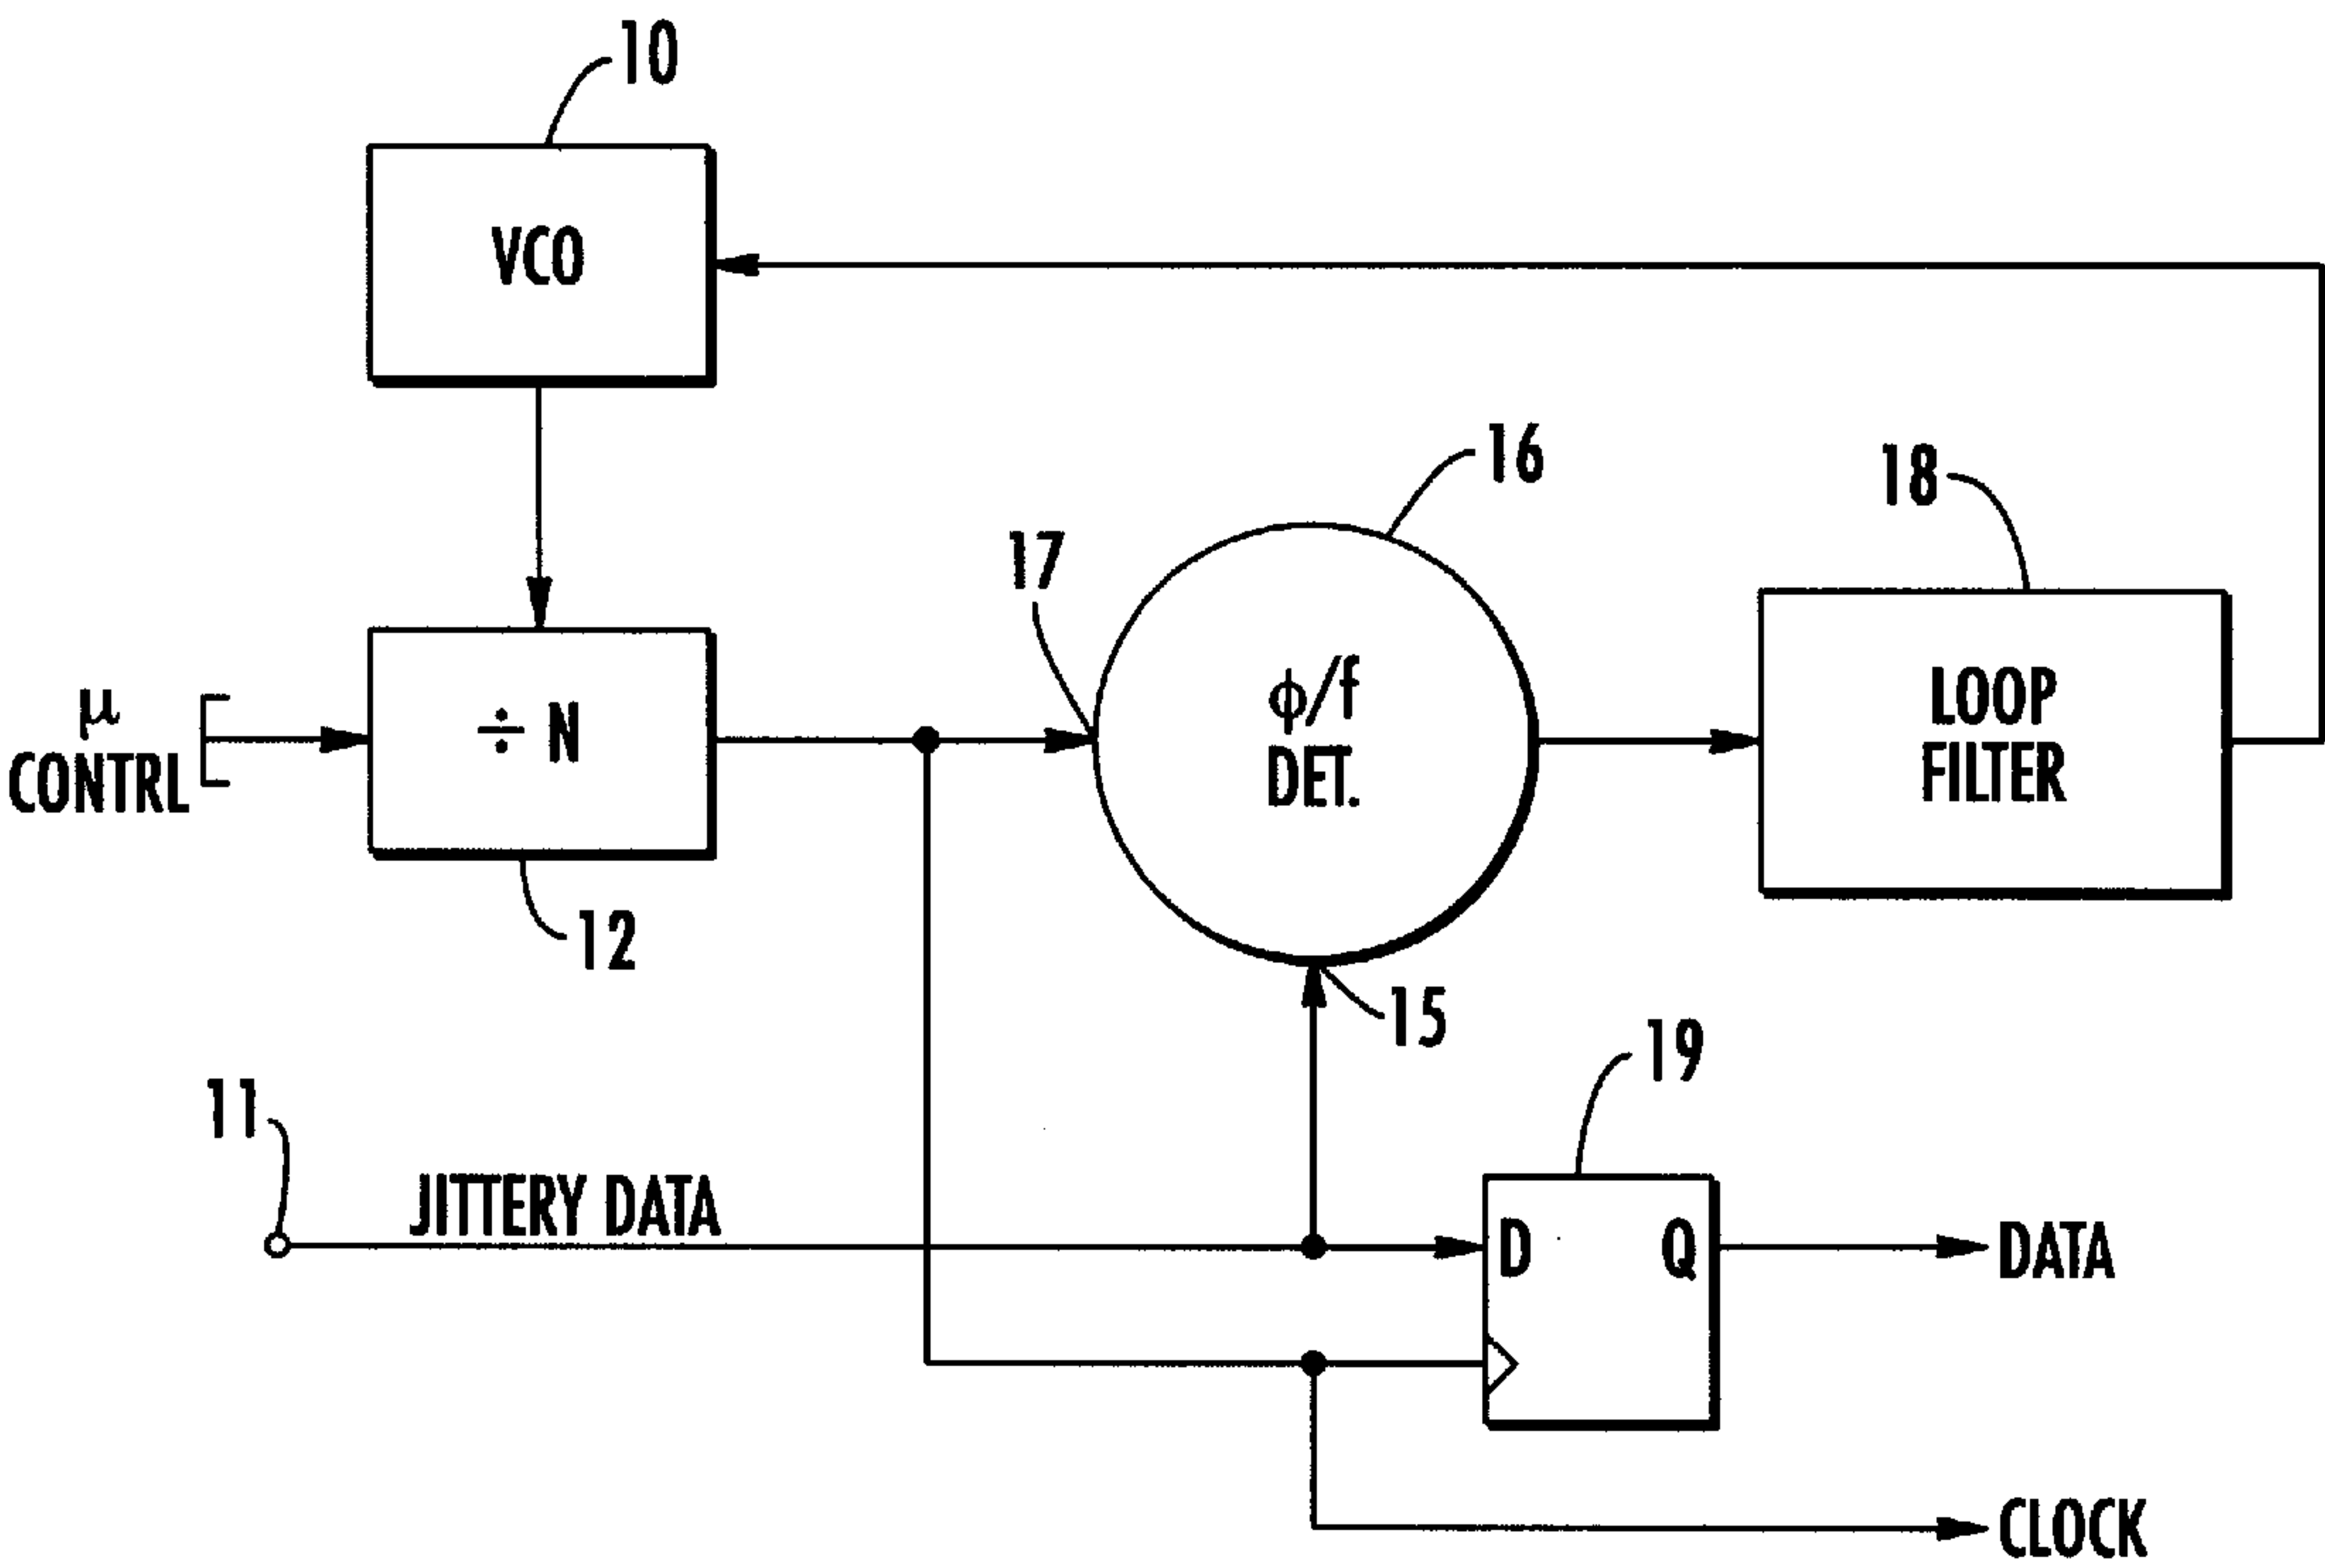 10
VCO
16
18
17
μ
CONTRL
÷ N
ϕ/f
DET.
LOOP
FILTER
12
15
19
11
JITTERY DATA
D
Q
DATA
CLOCK